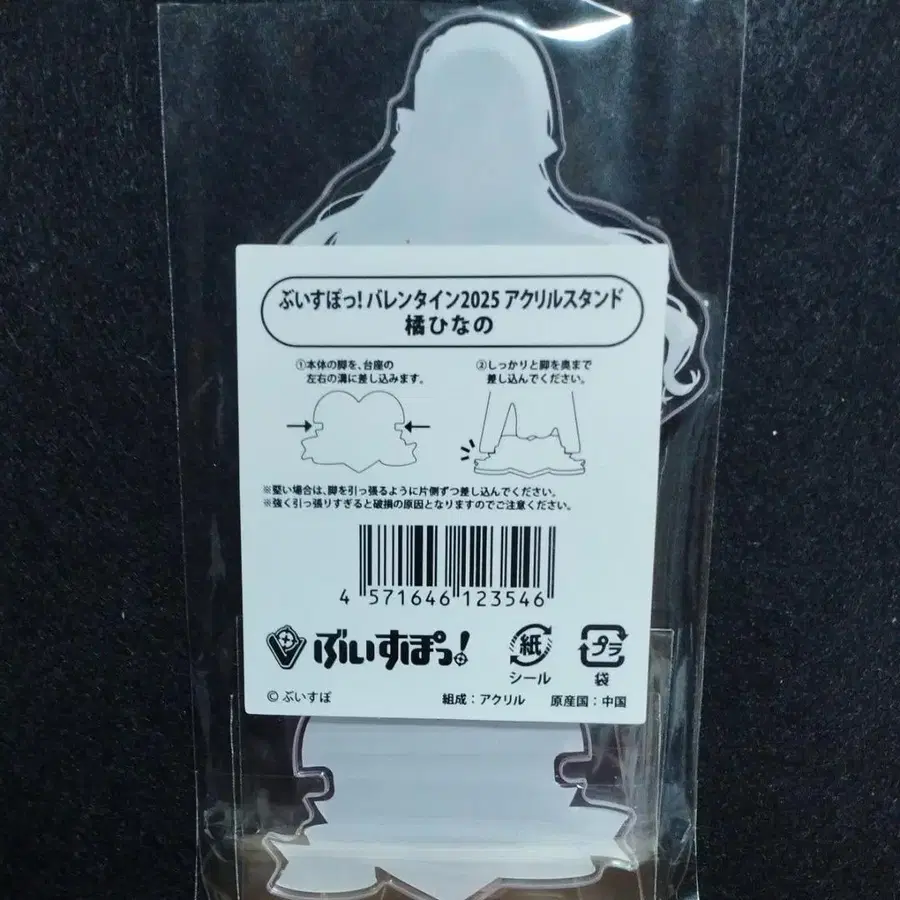 ぶいすぽっ! バレンタイン2025 アクリルスタンド
橘ひなの
①本体の脚を、台座の
左右の溝に差し込みます。
②しっかりと脚を奥まで
差し込んでください。
※堅い場合は、脚を引っ張るように片側ずつ差し込んでください。
※強く引っ張りすぎると破損の原因となりますのでご注意ください。
4 571646 123546
ぶいすぽっ!
紙
シール
プラ
袋
© ぶいすぽ
組成:アクリル
原産国:中国